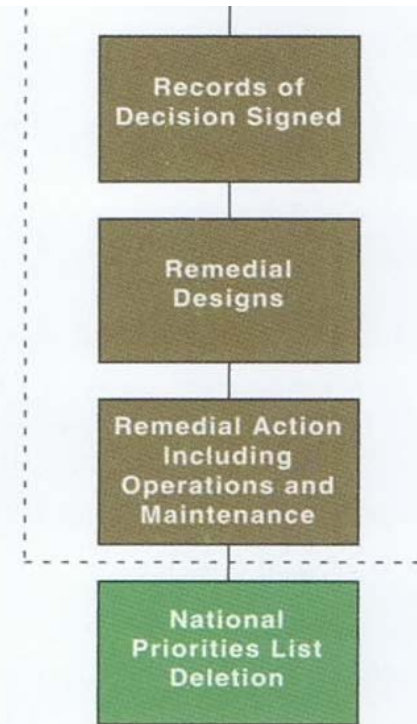 Records of
Decision Signed
Remedial
Designs
Remedial Action
Including
Operations and
Maintenance
National
Priorities List
Deletion